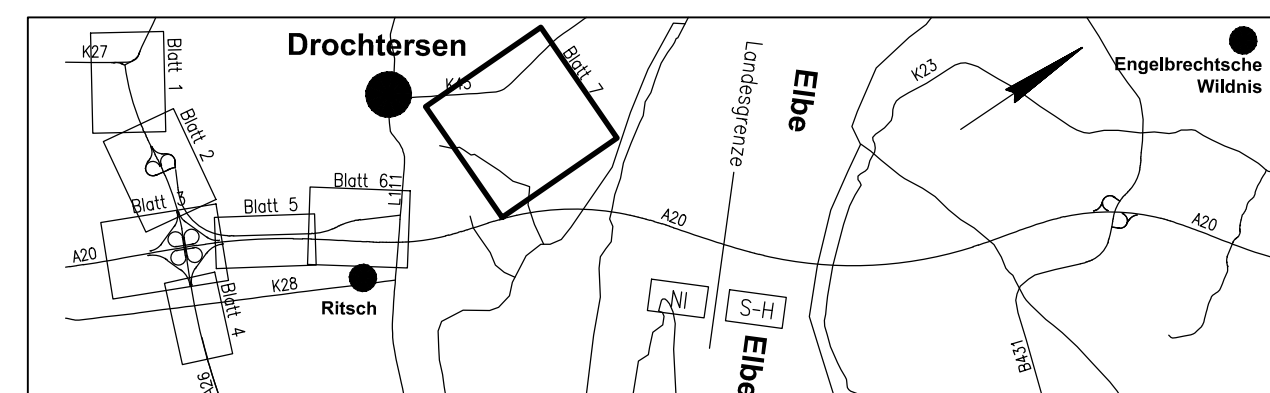 K27
Blatt 1
Drochtersen
K45
Blatt 7
Landesgrenze
Elbe
K23
Engelbrechtsche
Wildnis
Blatt 2
Blatt 3
Blatt 5
Blatt 6
L111
A20
A20
A20
K28
Ritsch
Blatt 4
NI
S-H
Elbe
B431